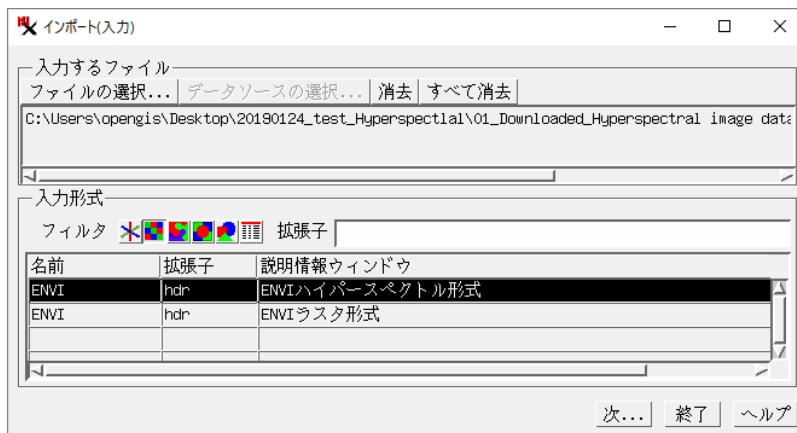 インポート(入力)
入力するファイル
ファイルの選択... データソースの選択... 消去 すべて消去
C:\Users\opengis\Desktop\20190124_test_Hyperspectlal\01_Downloaded_Hyperspectral image data
入力形式
フィルタ 拡張子
名前 拡張子 説明情報ウィンドウ
ENVI hdr ENVIハイパースペクトル形式
ENVI hdr ENVIラスタ形式
次... 終了 ヘルプ